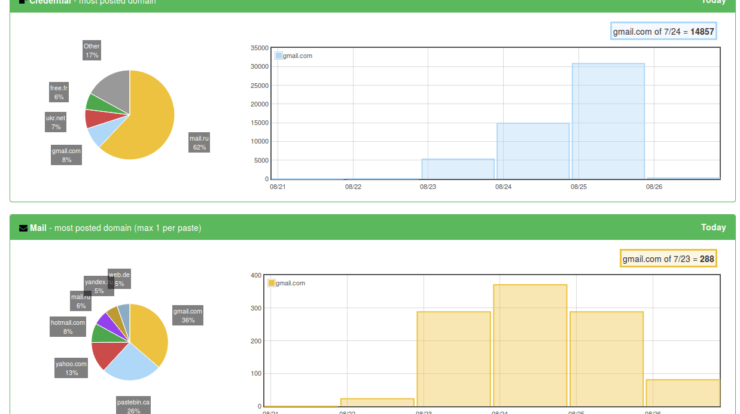 Credential - most posted domain
Today
gmail.com of 7/24 = 14857
Other
17%
free.fr
6%
ukr.net
7%
gmail.com
8%
mail.ru
62%
gmail.com
35000
30000
25000
20000
15000
10000
5000
0
08/21 08/22 08/23 08/24 08/25 08/26
Mail - most posted domain (max 1 per paste)
Today
gmail.com of 7/23 = 288
web.de
5%
5%
mail.ru
6%
hotmail.com
8%
yahoo.com
13%
pastebin.ca
26%
gmail.com
36%
gmail.com
400
300
200
100
0
08/21 08/22 08/23 08/24 08/25 08/26